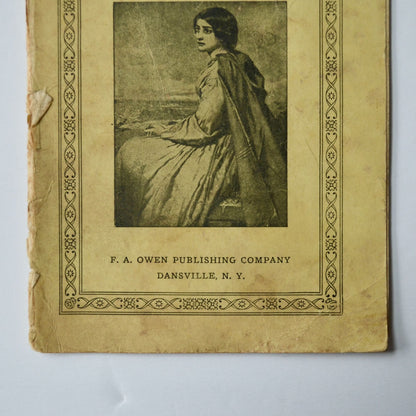 F. A. OWEN PUBLISHING COMPANY
DANSVILLE, N. Y.